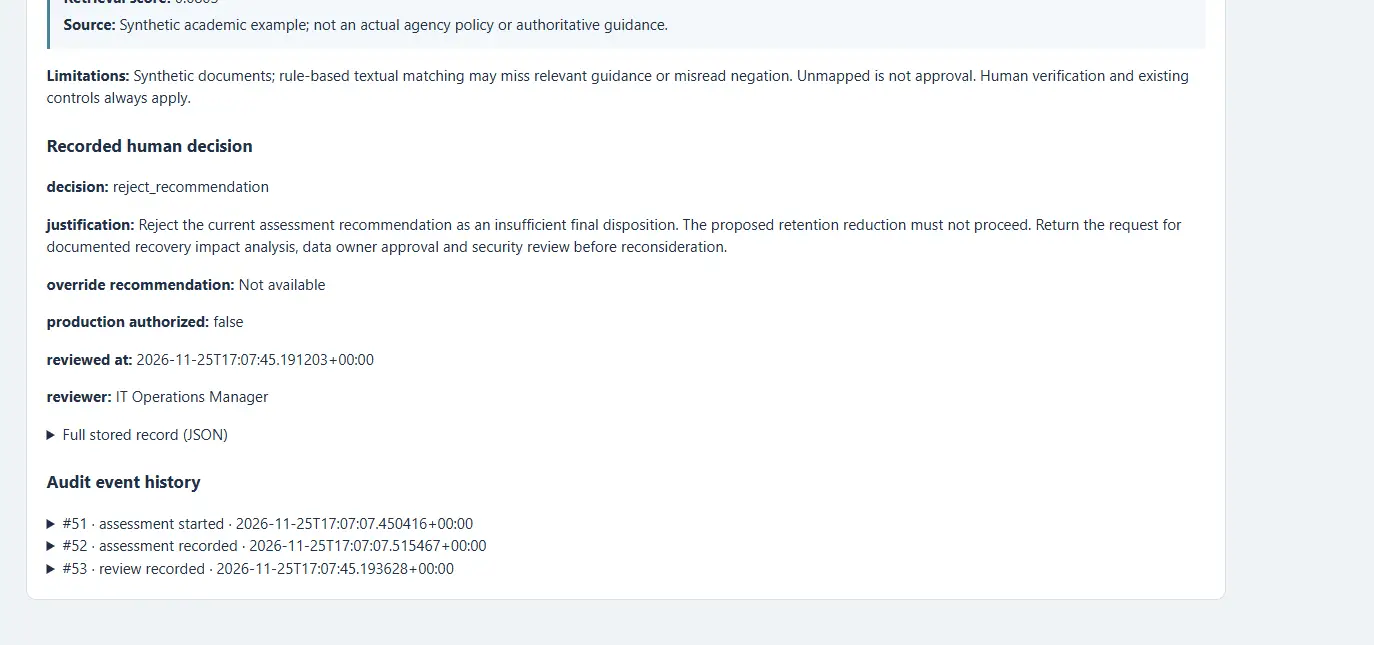 Retrieval score: 0.0805
Source: Synthetic academic example; not an actual agency policy or authoritative guidance.
Limitations: Synthetic documents; rule-based textual matching may miss relevant guidance or misread negation. Unmapped is not approval. Human verification and existing
controls always apply.
Recorded human decision
decision: reject_recommendation
justification: Reject the current assessment recommendation as an insufficient final disposition. The proposed retention reduction must not proceed. Return the request for
documented recovery impact analysis, data owner approval and security review before reconsideration.
override recommendation: Not available
production authorized: false
reviewed at: 2026-11-25T17:07:45.191203+00:00
reviewer: IT Operations Manager
Full stored record (JSON)
Audit event history
#51 · assessment started · 2026-11-25T17:07:07.450416+00:00
#52 · assessment recorded · 2026-11-25T17:07:07.515467+00:00
#53 · review recorded · 2026-11-25T17:07:45.193628+00:00